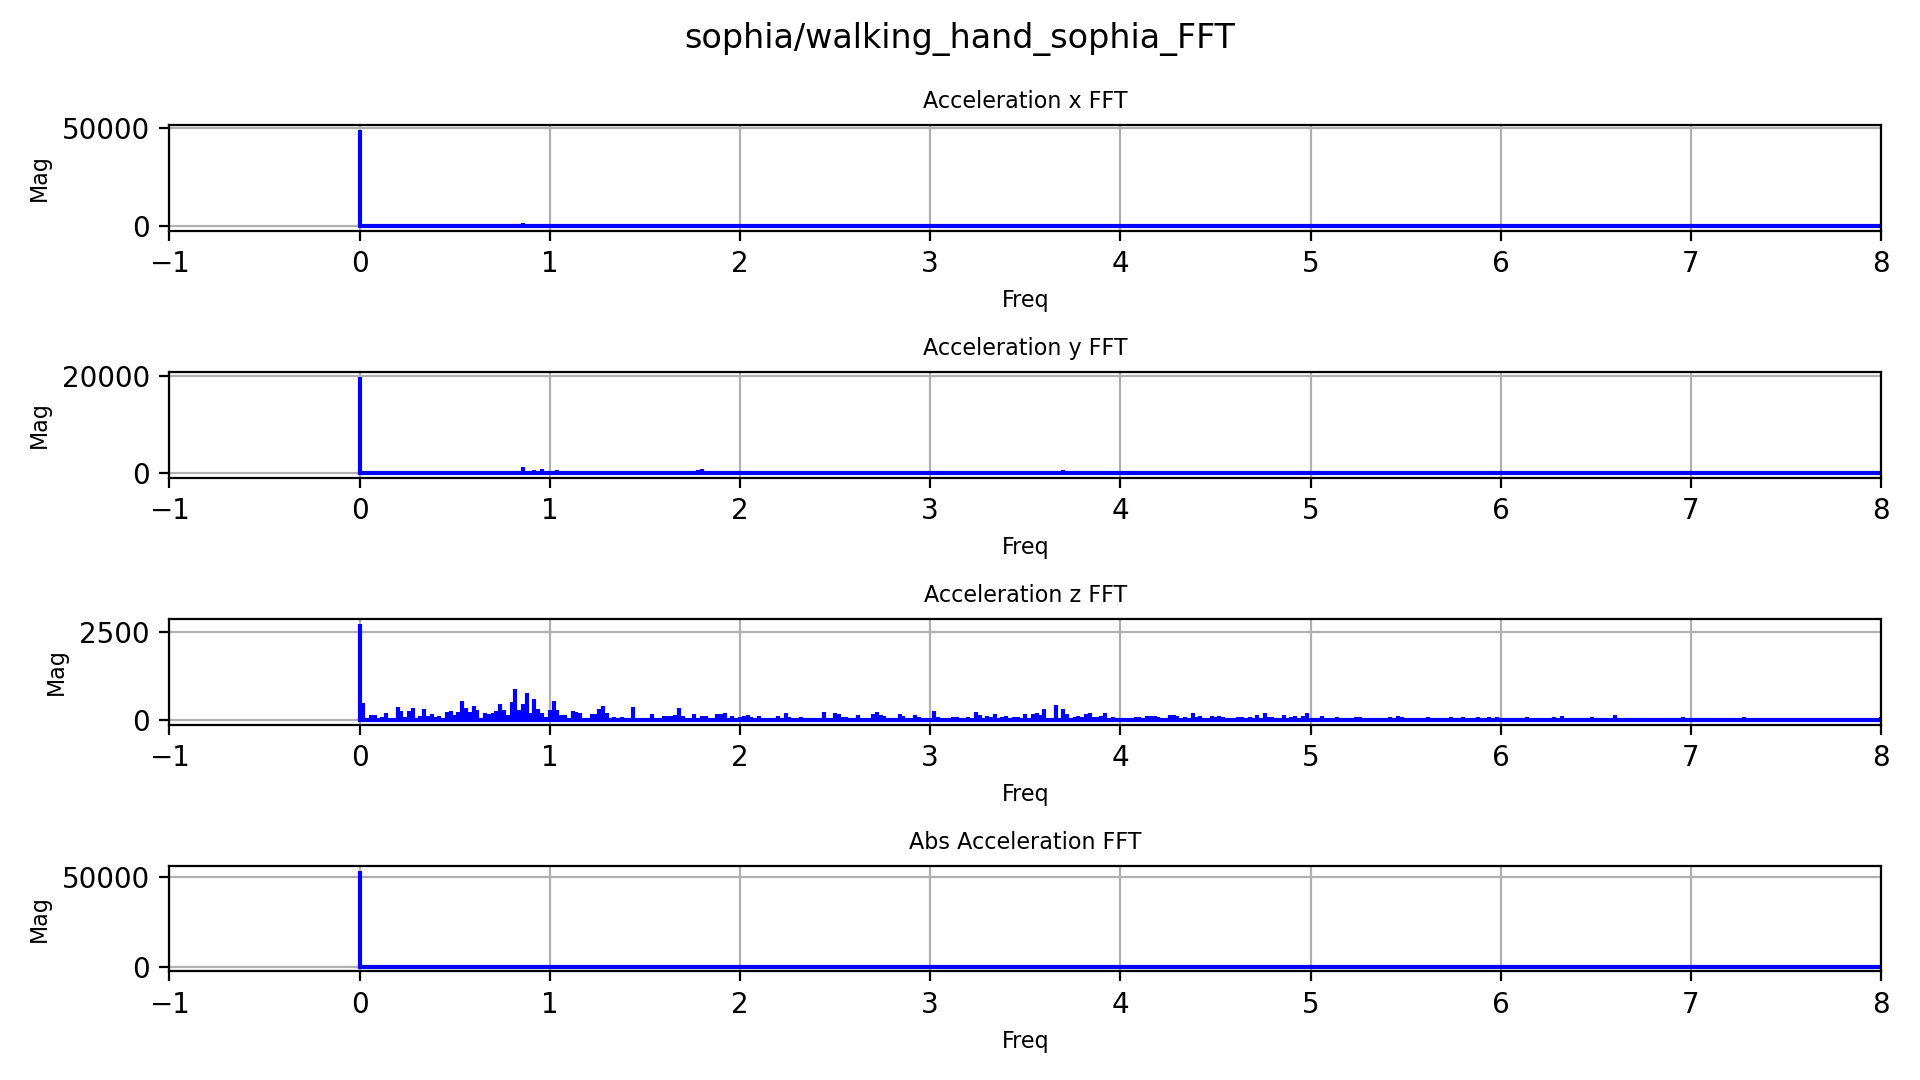 sophia/walking_hand_sophia_FFT
Acceleration x FFT
50000
0
Mag
−1 0 1 2 3 4 5 6 7 8
Freq
Acceleration y FFT
20000
0
Mag
−1 0 1 2 3 4 5 6 7 8
Freq
Acceleration z FFT
2500
0
Mag
−1 0 1 2 3 4 5 6 7 8
Freq
Abs Acceleration FFT
50000
0
Mag
−1 0 1 2 3 4 5 6 7 8
Freq